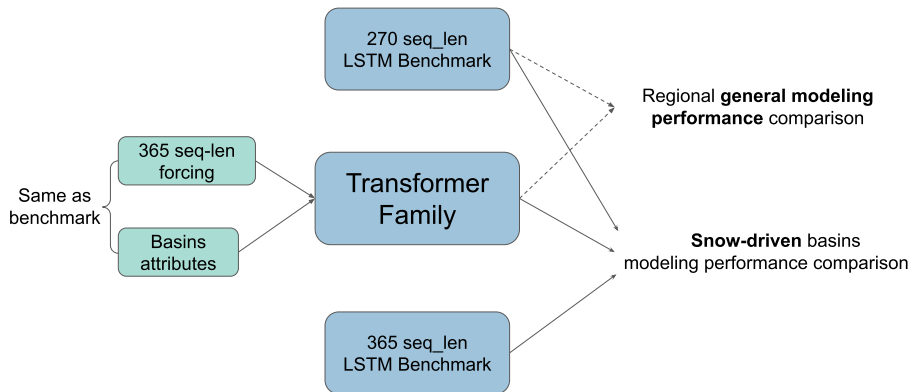 270 seq_len
LSTM Benchmark
Regional general modeling
performance comparison
365 seq-len
forcing
Same as
benchmark
Basins
attributes
Transformer
Family
Snow-driven basins
modeling performance comparison
365 seq_len
LSTM Benchmark